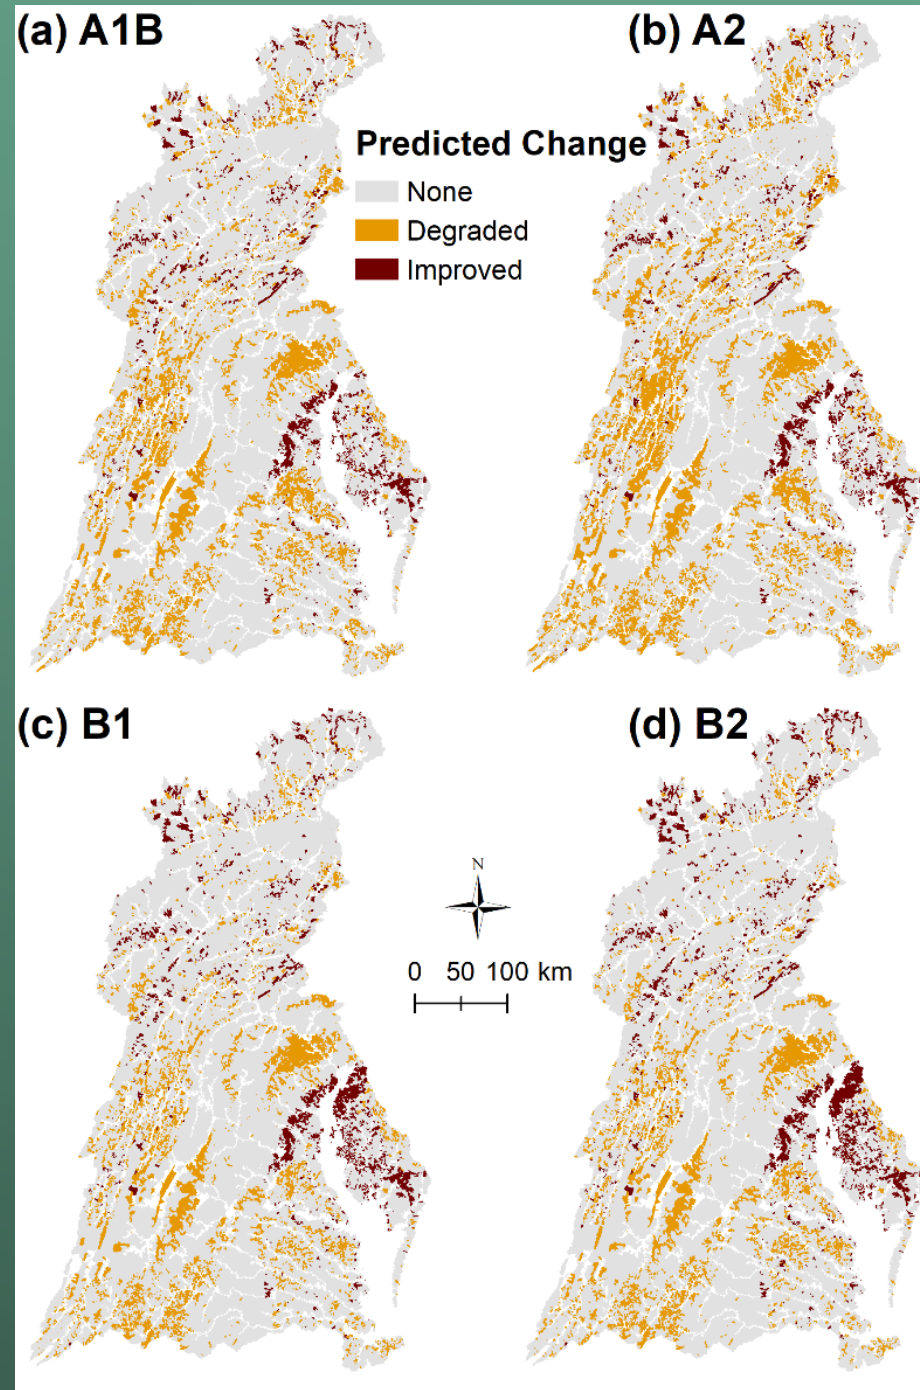 (a) A1B
(b) A2
Predicted Change
None
Degraded
Improved
(c) B1
(d) B2
N
0 50 100 km